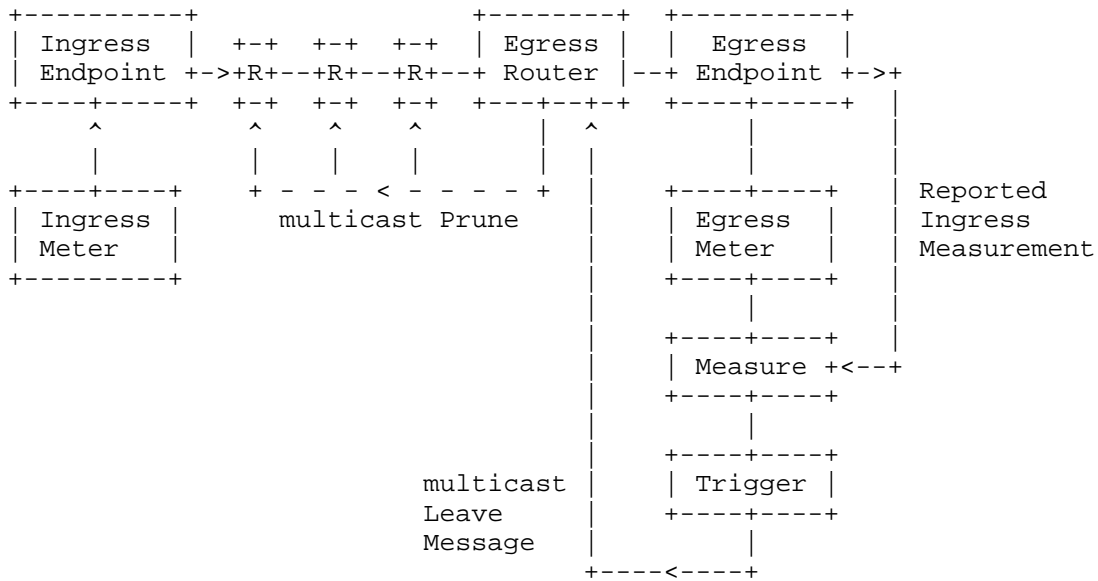 +----------+                   +--------+  +----------+
| Ingress  |  +-+  +-+  +-+  | Egress |  |  Egress  |
| Endpoint +->+R+--+R+--+R+--+ Router |--+ Endpoint +->+
+----+-----+  +-+  +-+  +-+  +---+--+-+  +----+-----+  |
     ^         ^    ^    ^       |  ^         |        |
     |         |    |    |       |  |         |        |
+----+----+    + - - - < - - - - +  |    +----+----+   | Reported
| Ingress |      multicast Prune    |    | Egress  |   | Ingress
| Meter   |                         |    | Meter   |   | Measurement
+---------+                         |    +----+----+   |
                                    |         |        |
                                    |    +----+----+   |
                                    |    | Measure +<--+
                                    |    +----+----+
                                    |         |
                                    |    +----+----+
                          multicast |    | Trigger |
                          Leave     |    +----+----+
                          Message   |         |
                                    +----<----+